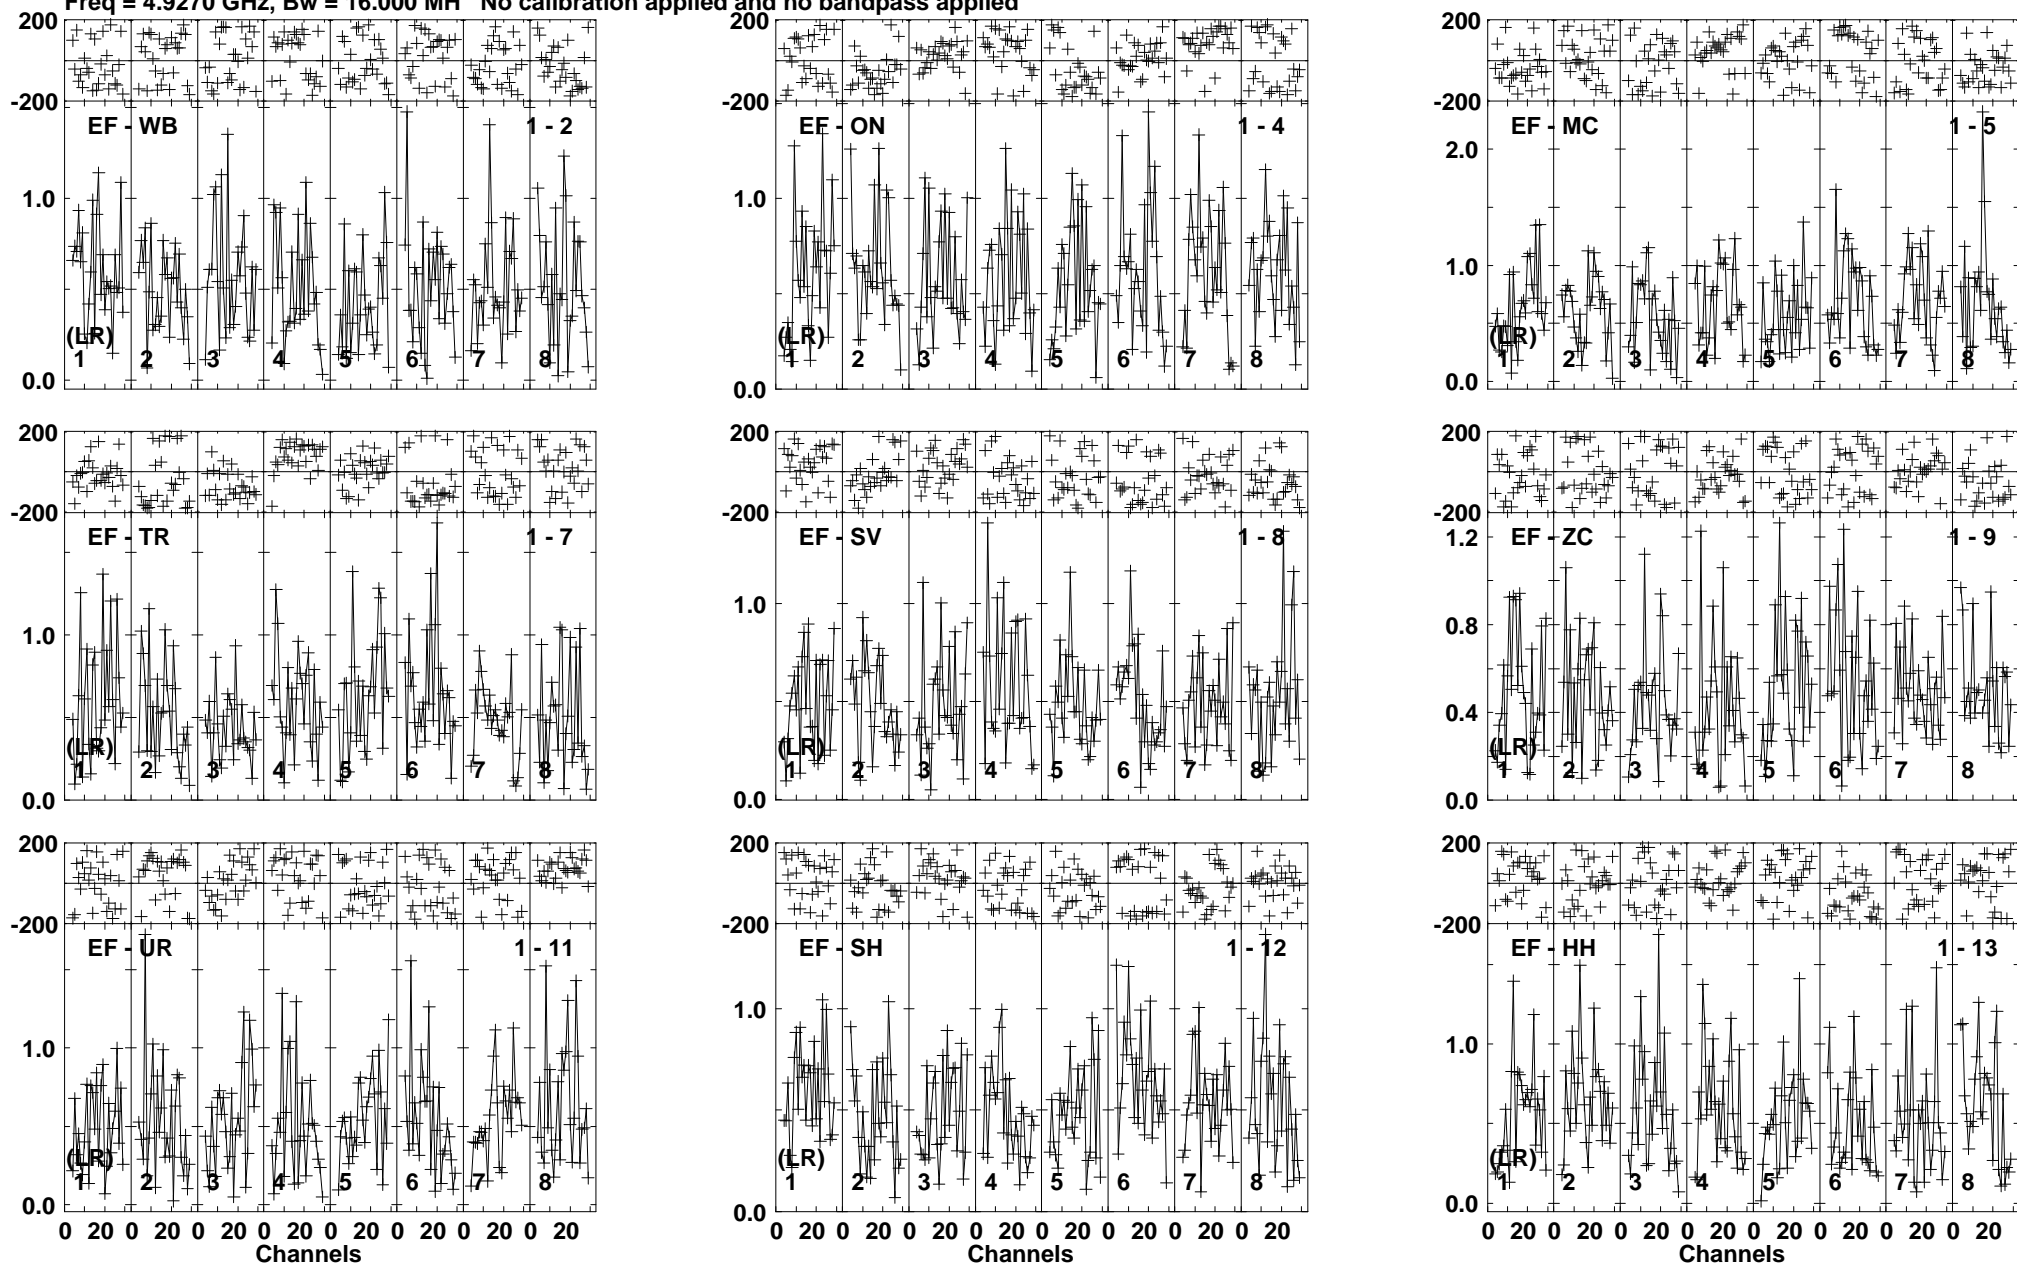 Freq = 4.9270 GHz, Bw = 16.000 MH No calibration applied and no bandpass applied
200 200 200
-200 -200 -200
EF - WB 1 - 2 EF - ON 1 - 4 EF - MC 1 - 5
2.0
1.0 1.0
1.0
(LR) (LR) (LR)
1 2 3 4 5 6 7 8 1 2 3 4 5 6 7 8 1 2 3 4 5 6 7 8
0.0 0.0 0.0
200 200 200
-200 -200 -200
EF - TR 1 - 7 EF - SV 1 - 8 EF - ZC 1 - 9
1.2
1.0 1.0 0.8
0.4
(LR) (LR) (LR)
1 2 3 4 5 6 7 8 1 2 3 4 5 6 7 8 1 2 3 4 5 6 7 8
0.0 0.0 0.0
200 200 200
-200 -200 -200
EF - UR 1 - 11 EF - SH 1 - 12 EF - HH 1 - 13
1.0 1.0 1.0
(LR) (LR) (LR)
1 2 3 4 5 6 7 8 1 2 3 4 5 6 7 8 1 2 3 4 5 6 7 8
0.0 0.0 0.0
0 20 0 20 0 20 0 20 0 20 0 20 0 20 0 20 0 20 0 20 0 20 0 20 0 20 0 20 0 20 0 20 0 20 0 20 0 20 0 20 0 20 0 20 0 20 0 20
Channels Channels Channels